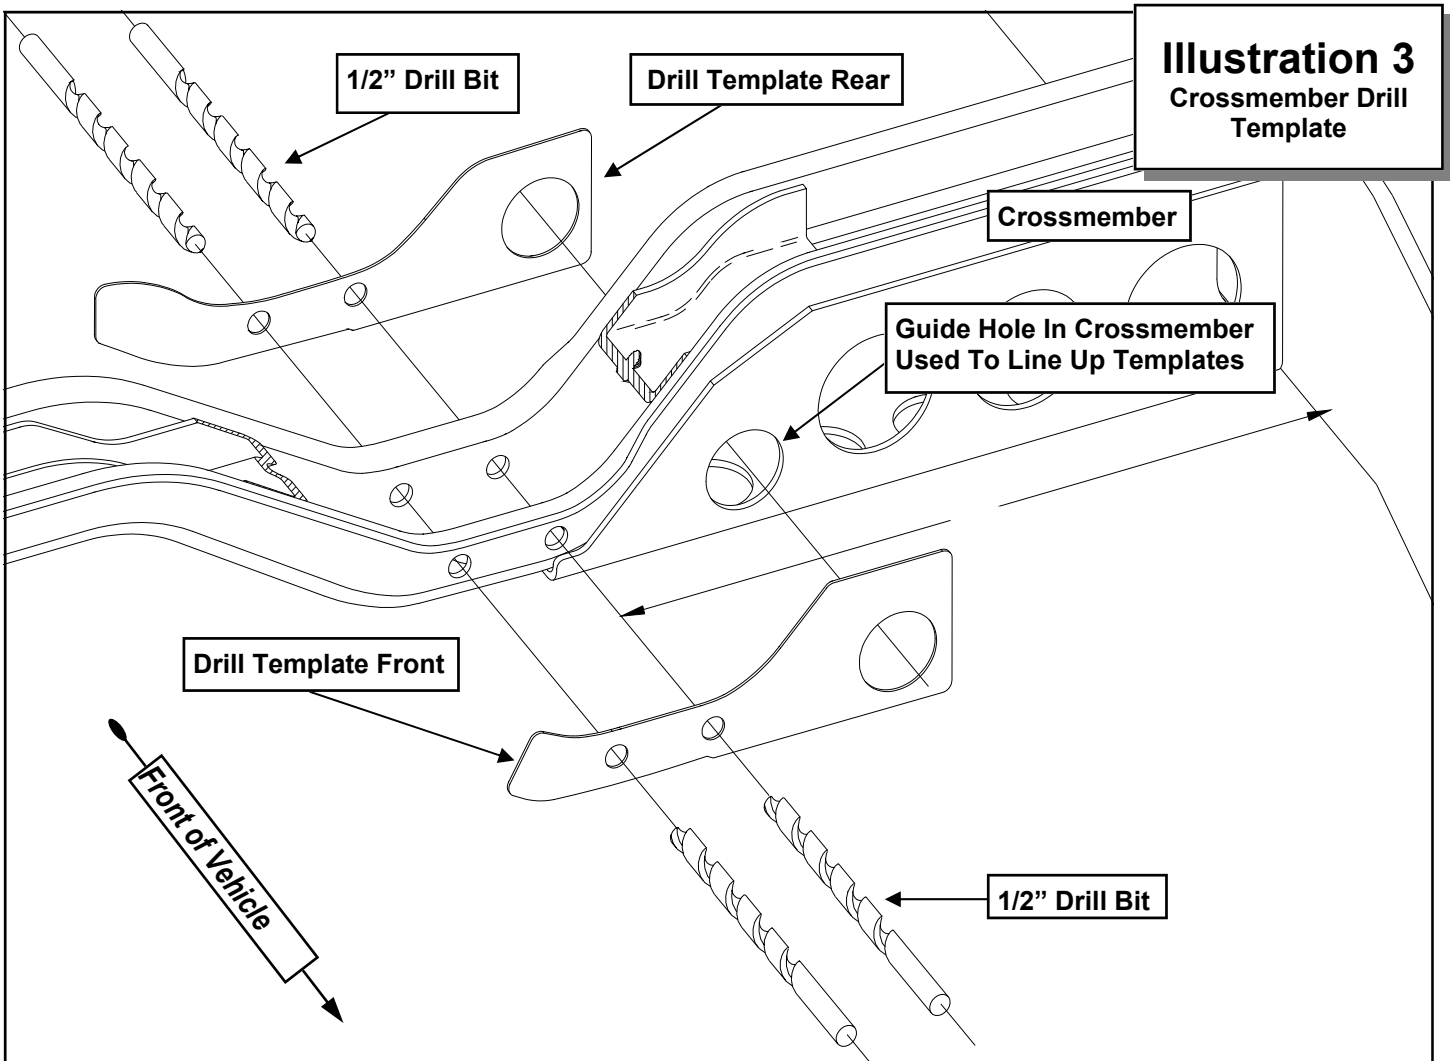 Illustration 3
Crossmember Drill
Template
1/2” Drill Bit
Drill Template Rear
Crossmember
Guide Hole In Crossmember
Used To Line Up Templates
Drill Template Front
Front of Vehicle
1/2” Drill Bit